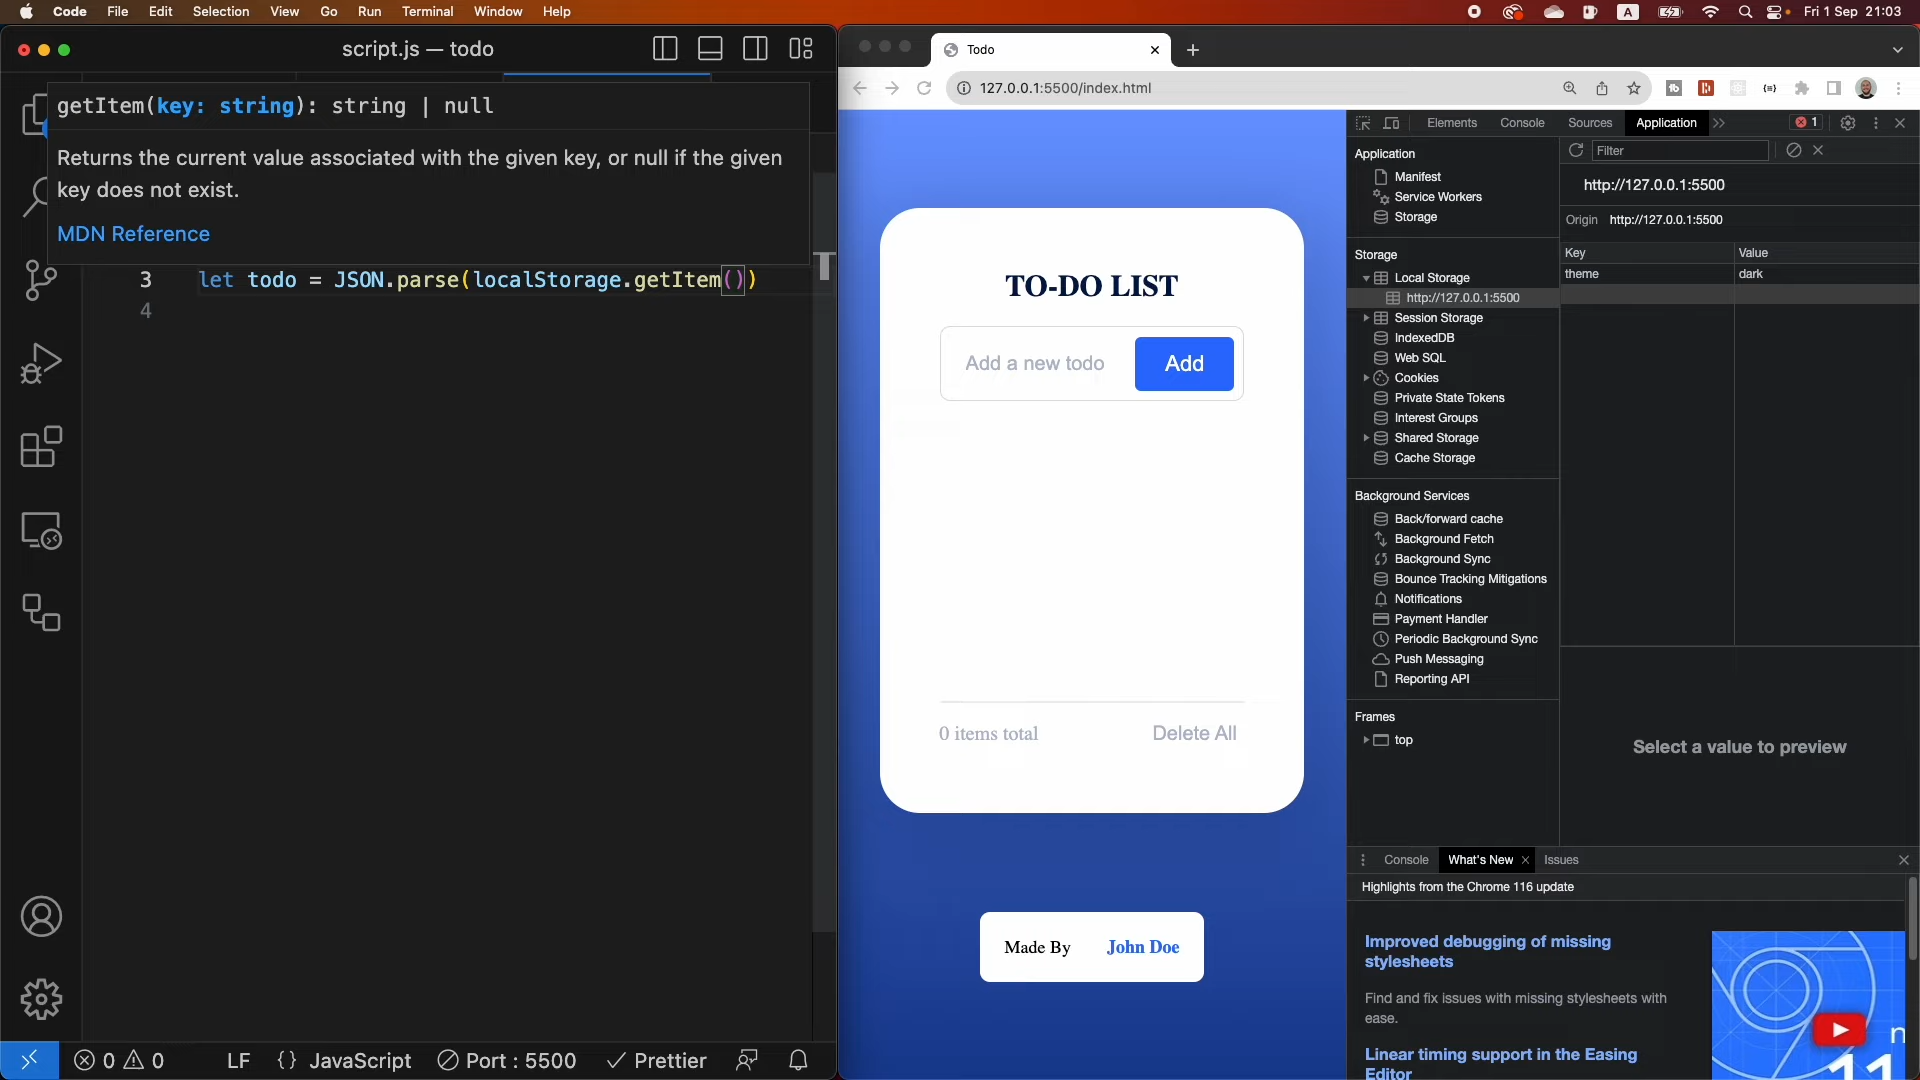 Code File Edit Selection View Go Run Terminal Window Help
A
Fri 1 Sep 21:03
script.js — todo
getItem(key: string): string | null
Returns the current value associated with the given key, or null if the given
key does not exist.
MDN Reference
3 let todo = JSON.parse(localStorage.getItem())
4
0 0 LF {} JavaScript Port : 5500 Prettier
Todo
127.0.0.1:5500/index.html
TO-DO LIST
Add a new todo Add
0 items total Delete All
Made By John Doe
Elements Console Sources Application 1
Application
Manifest
Service Workers
Storage
Storage
Local Storage
http://127.0.0.1:5500
Session Storage
IndexedDB
Web SQL
Cookies
Private State Tokens
Interest Groups
Shared Storage
Cache Storage
Background Services
Back/forward cache
Background Fetch
Background Sync
Bounce Tracking Mitigations
Notifications
Payment Handler
Periodic Background Sync
Push Messaging
Reporting API
Frames
top
Filter
http://127.0.0.1:5500
Origin http://127.0.0.1:5500
Key Value
theme dark
Select a value to preview
Console What's New Issues
Highlights from the Chrome 116 update
Improved debugging of missing
stylesheets
Find and fix issues with missing stylesheets with
ease.
Linear timing support in the Easing
Editor